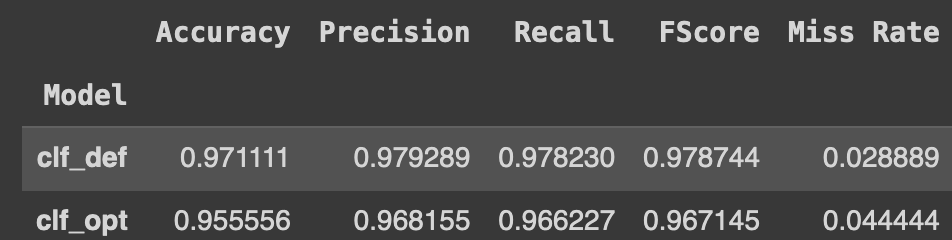 Accuracy Precision Recall FScore Miss Rate
Model
clf_def 0.971111 0.979289 0.978230 0.978744 0.028889
clf_opt 0.955556 0.968155 0.966227 0.967145 0.044444